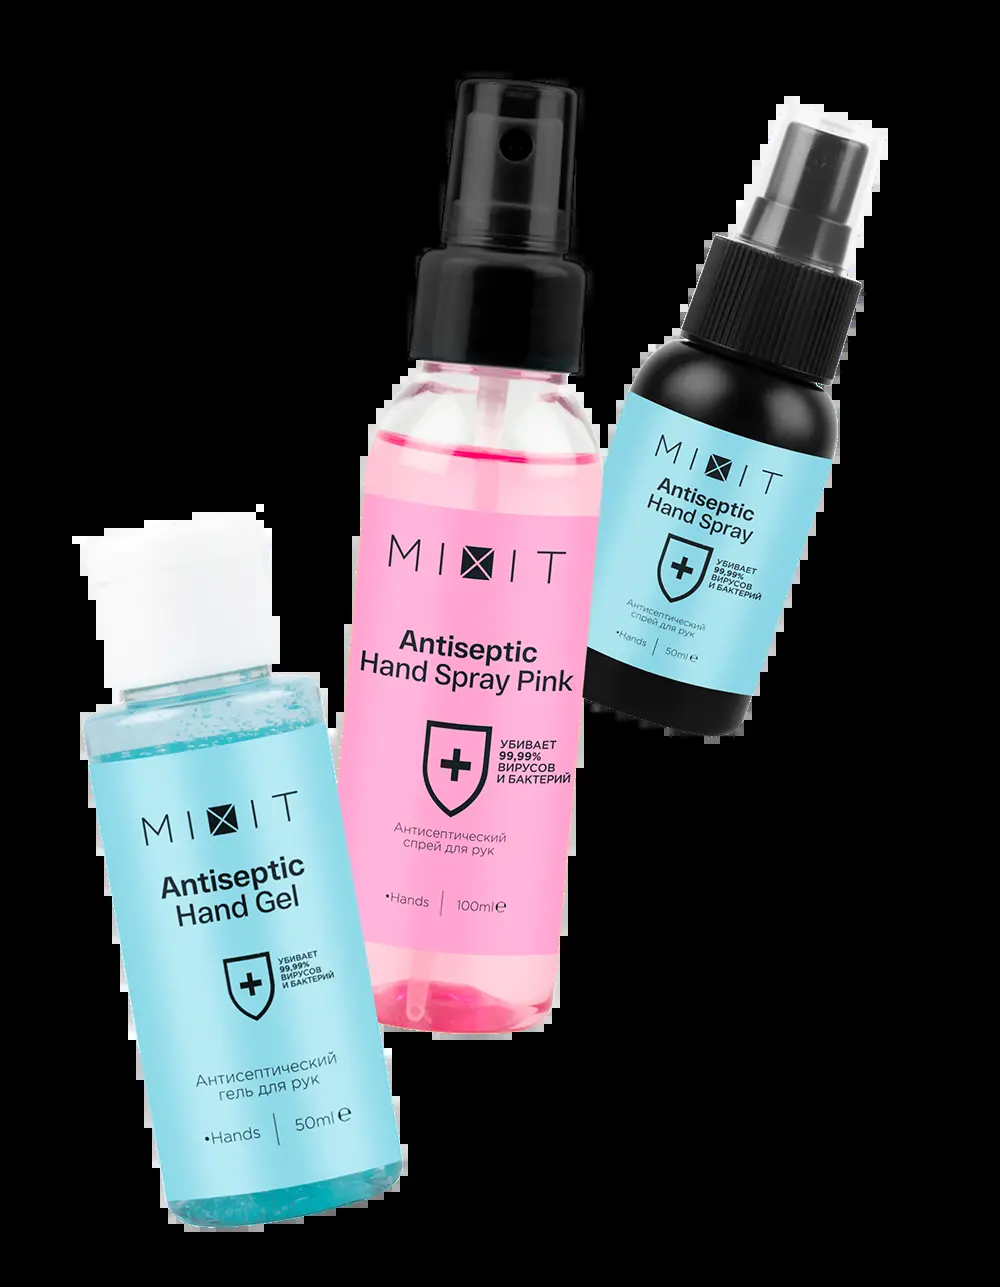 MIXIT
Antiseptic
Hand Gel
УБИВАЕТ
99,99%
ВИРУСОВ
И БАКТЕРИЙ
Антисептический
гель для рук
•Hands | 50ml℮
MIXIT
Antiseptic
Hand Spray Pink
УБИВАЕТ
99,99%
ВИРУСОВ
И БАКТЕРИЙ
Антисептический
спрей для рук
•Hands | 100ml℮
MIXIT
Antiseptic
Hand Spray
УБИВАЕТ
99,99%
ВИРУСОВ
И БАКТЕРИЙ
Антисептический
спрей для рук
•Hands | 50ml℮